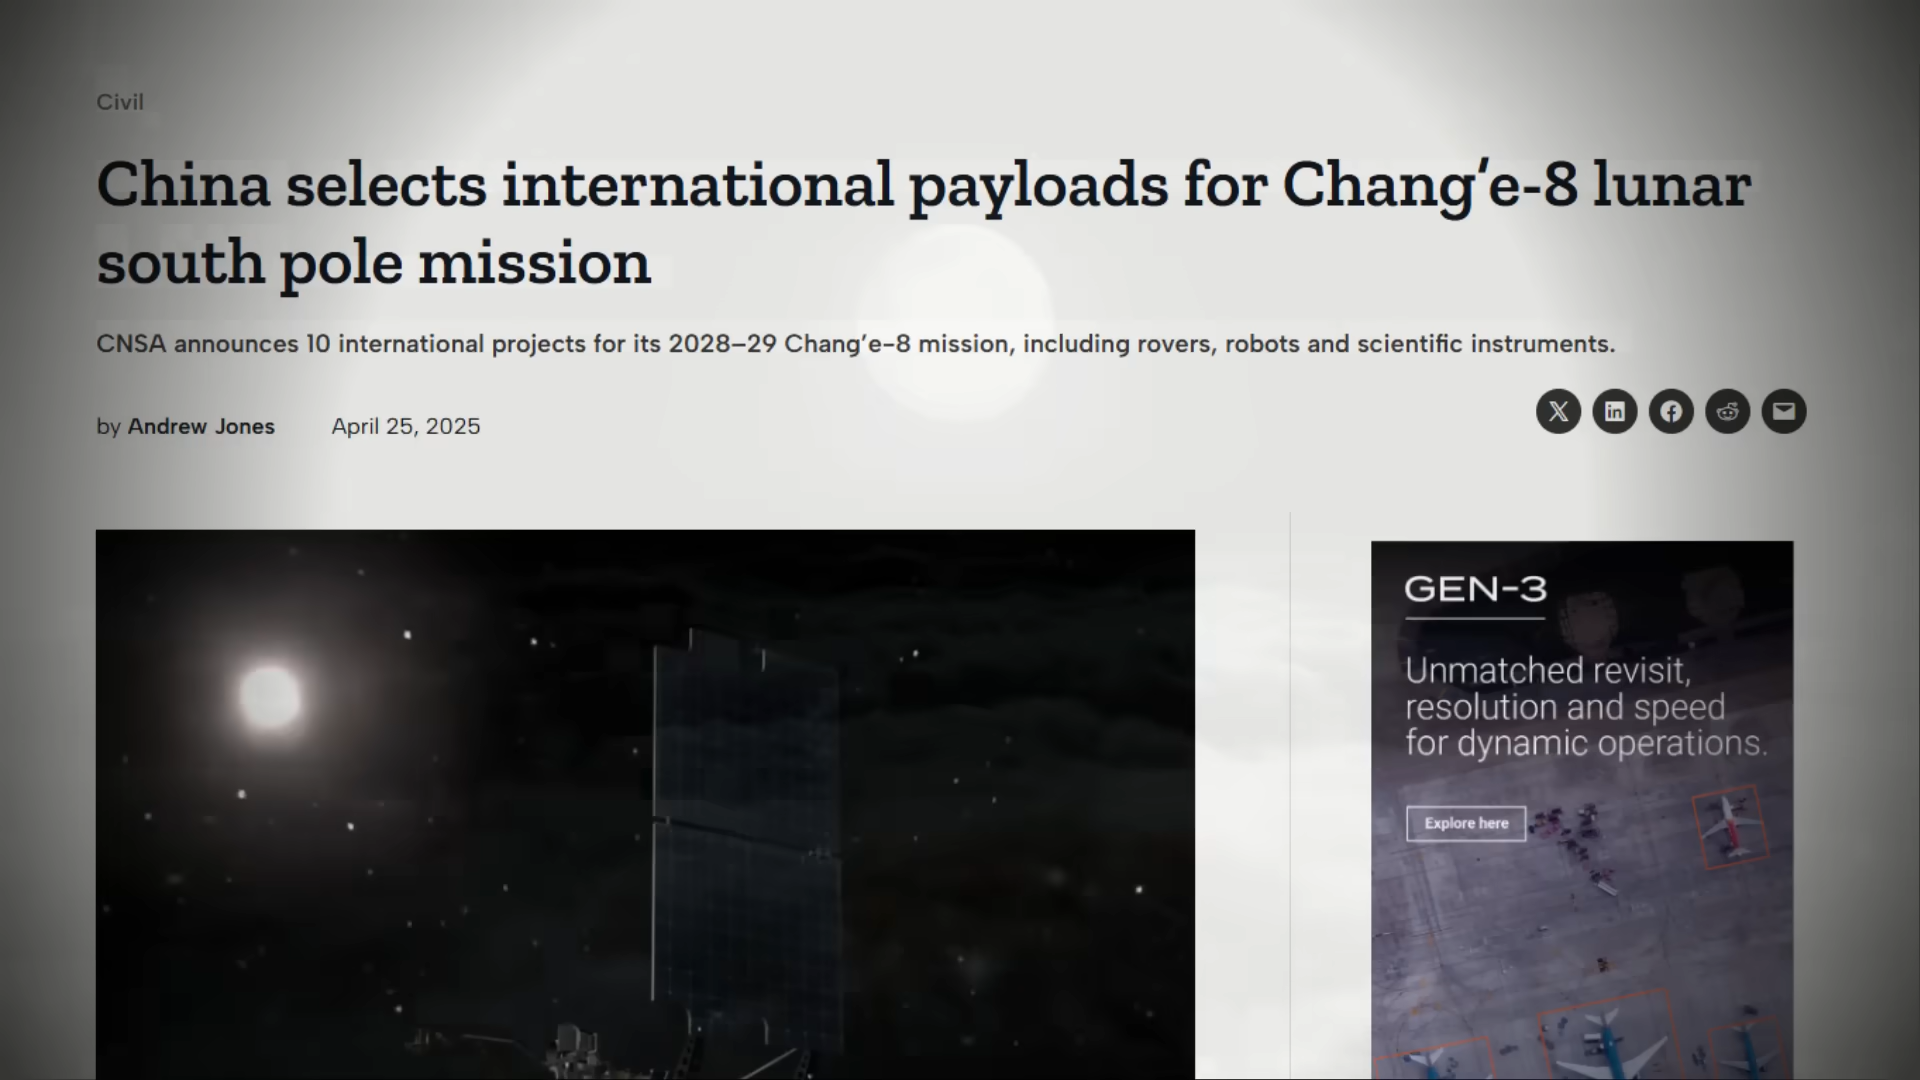 Civil
China selects international payloads for Chang’e-8 lunar
south pole mission
CNSA announces 10 international projects for its 2028–29 Chang’e-8 mission, including rovers, robots and scientific instruments.
by Andrew Jones April 25, 2025
GEN-3
Unmatched revisit,
resolution and speed
for dynamic operations.
Explore here